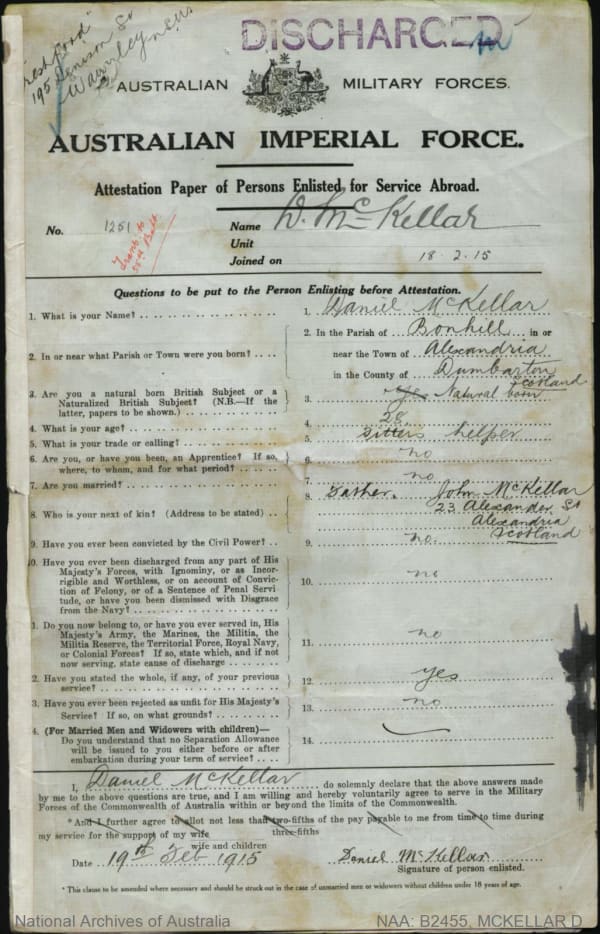 DISCHARGED
195 Denison St
Waverley NSW
AUSTRALIAN MILITARY FORCES.
AUSTRALIAN IMPERIAL FORCE.
Attestation Paper of Persons Enlisted for Service Abroad.
No. 1251
Name D. McKellar
Unit
Joined on 18.2.15
Questions to be put to the Person Enlisting before Attestation.
1. What is your Name? 1. Daniel McKellar
2. In or near what Parish or Town were you born? 2. In the Parish of Bonhill in or
near the Town of Alexandria
in the County of Dumbarton
Scotland
3. Are you a natural born British Subject or a
Naturalized British Subject? (N.B.—If the
latter, papers to be shown.) 3. Yes Natural born
4. What is your age? 4. 28
5. What is your trade or calling? 5. Fitters helper
6. Are you, or have you been, an Apprentice? If so,
where, to whom, and for what period? 6. no
7. Are you married? 7. no
8. Who is your next of kin? (Address to be stated) 8. Father. John McKellar
23 Alexander St
Alexandria
Scotland
9. Have you ever been convicted by the Civil Power? 9. no.
10. Have you ever been discharged from any part of His
Majesty's Forces, with Ignominy, or as Incor-
rigible and Worthless, or on account of Convic-
tion of Felony, or of a Sentence of Penal Servi-
tude, or have you been dismissed with Disgrace
from the Navy? 10. no
1. Do you now belong to, or have you ever served in, His
Majesty's Army, the Marines, the Militia, the
Militia Reserve, the Territorial Force, Royal Navy,
or Colonial Forces? If so, state which, and if not
now serving, state cause of discharge 11. no
2. Have you stated the whole, if any, of your previous
service? 12. yes
3. Have you ever been rejected as unfit for His Majesty's
Service? If so, on what grounds? 13. no
4. (For Married Men and Widowers with children)—
Do you understand that no Separation Allowance
will be issued to you either before or after
embarkation during your term of service? 14.
I, Daniel McKellar do solemnly declare that the above answers made
by me to the above questions are true, and I am willing and hereby voluntarily agree to serve in the Military
Forces of the Commonwealth of Australia within or beyond the limits of the Commonwealth.
*And I further agree to allot not less than two-fifths of the pay payable to me from time to time during
three-fifths
my service for the support of my wife
wife and children
Date 19th Feb 1915 Daniel McKellar
Signature of person enlisted.
* This clause to be amended where necessary and should be struck out in the case of unmarried men or widowers without children under 18 years of age.
National Archives of Australia NAA: B2455, MCKELLAR D